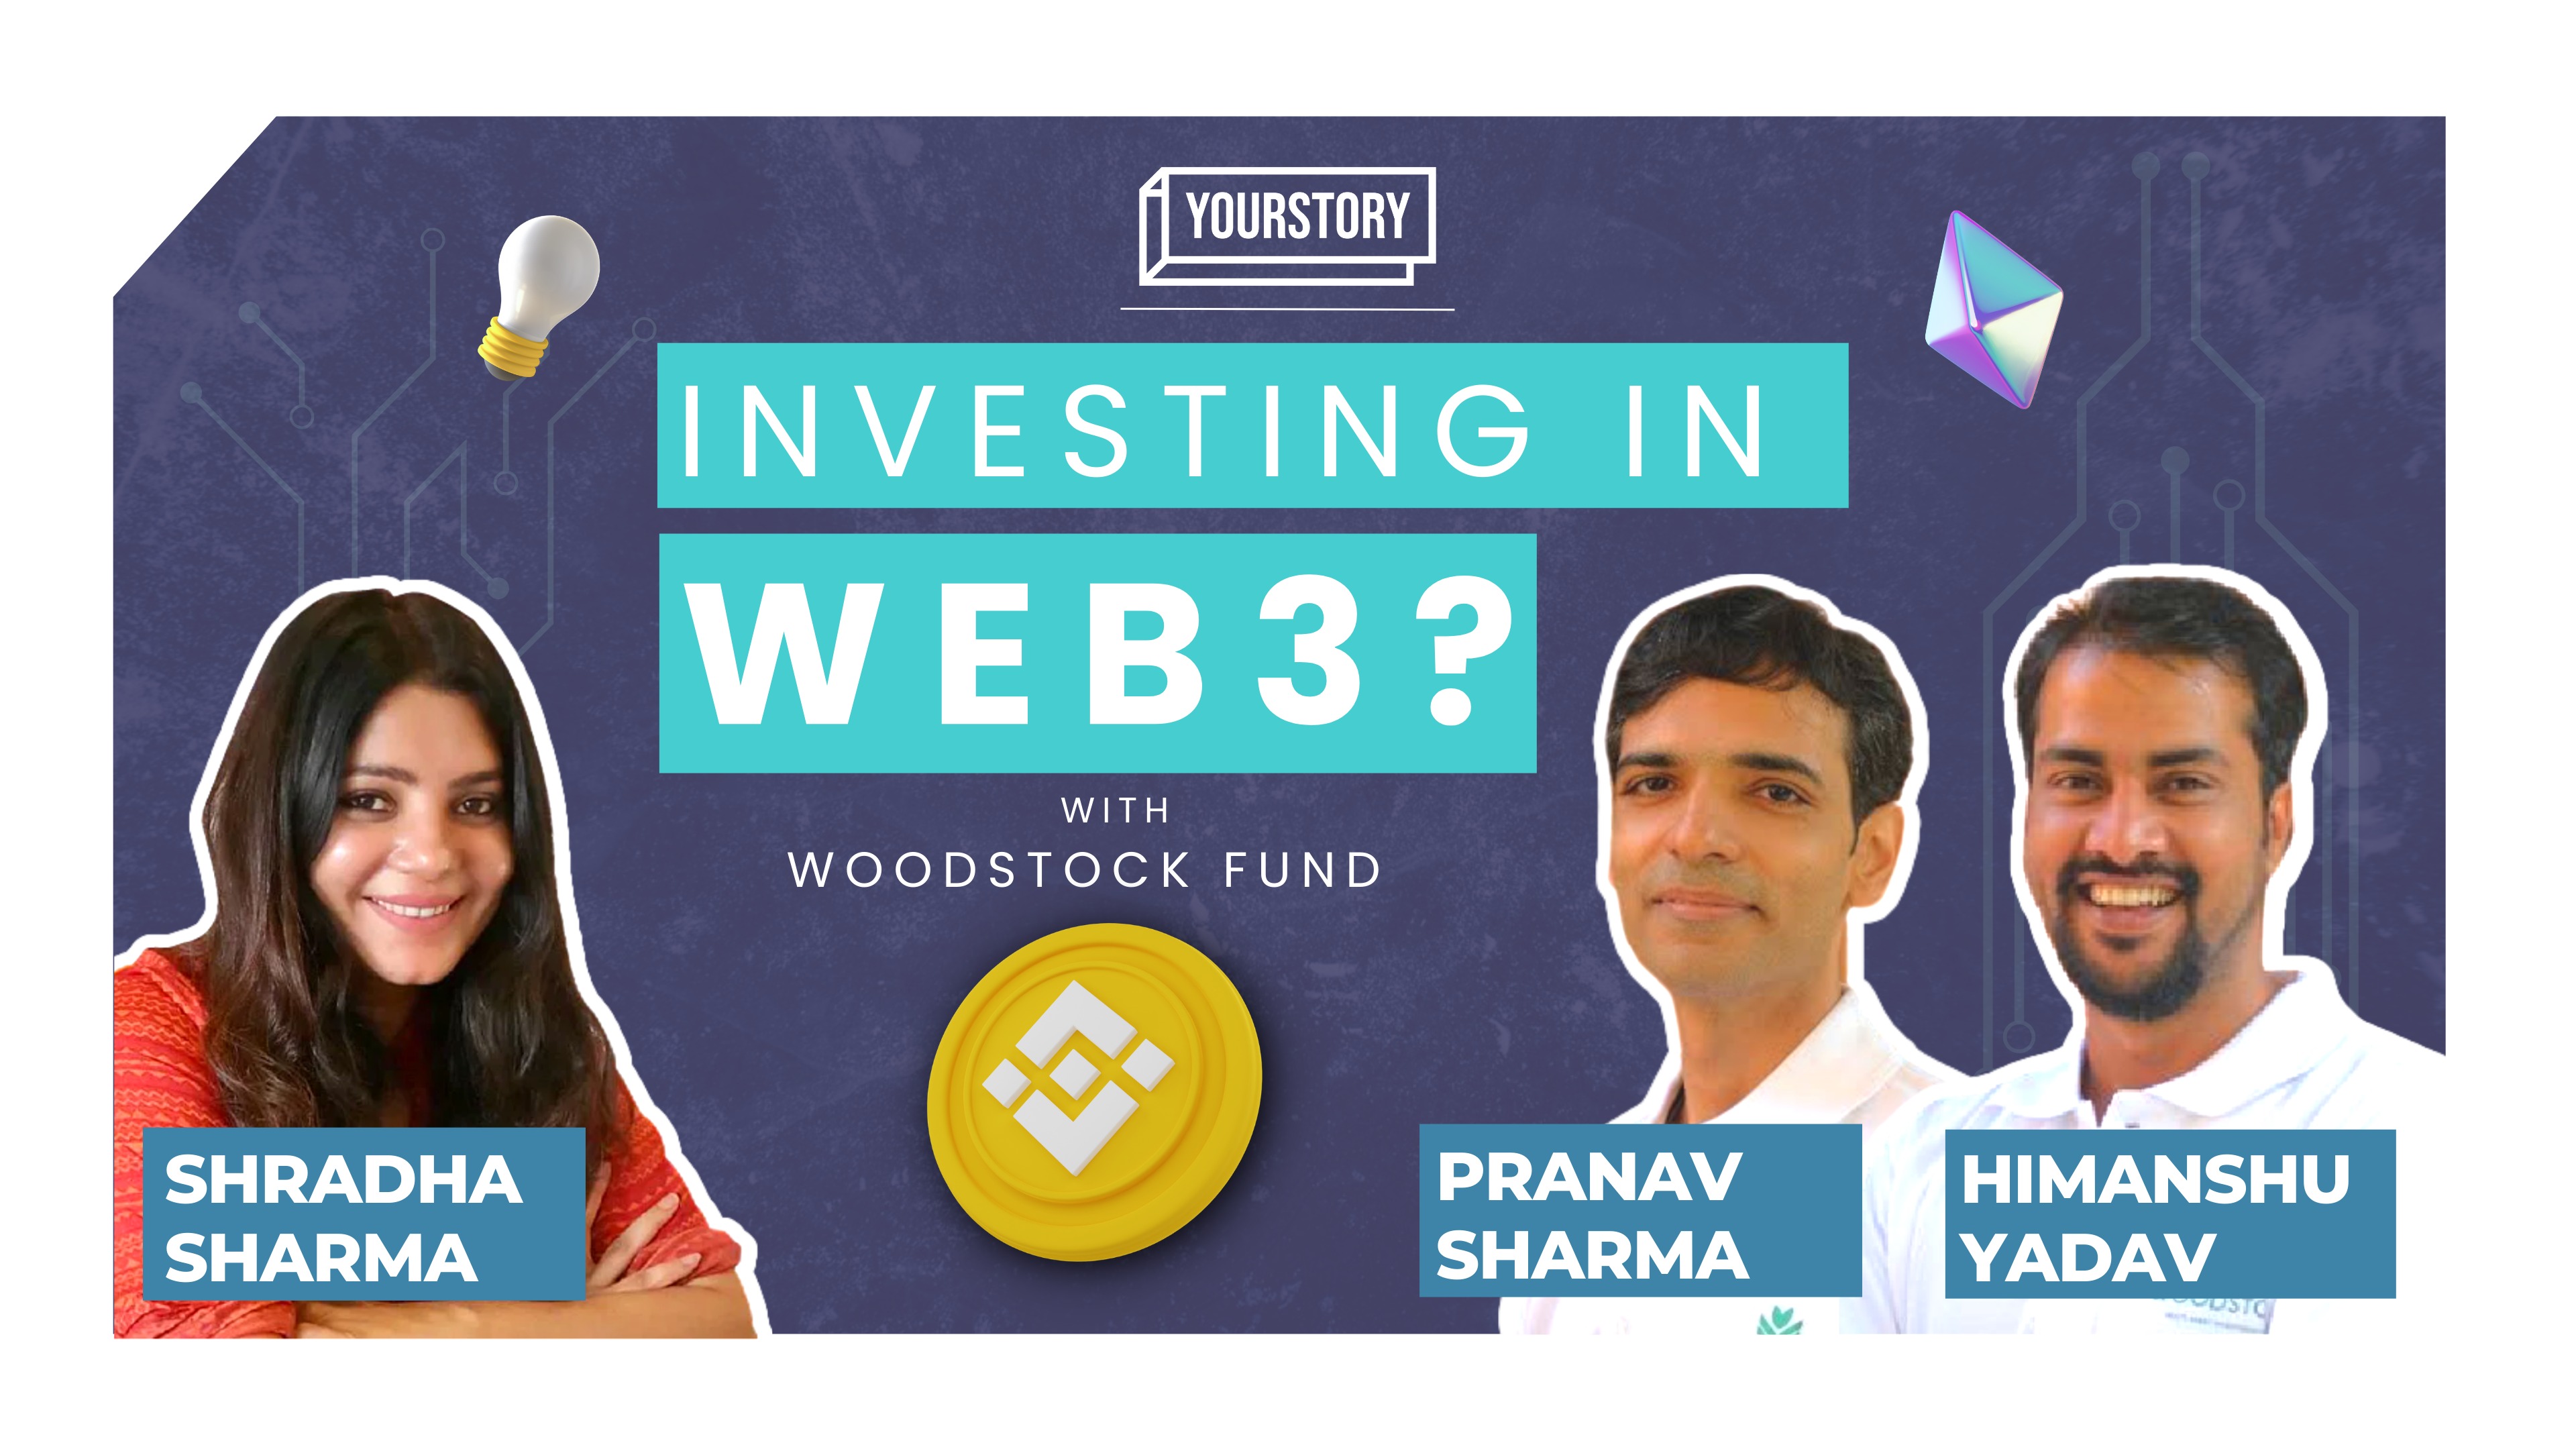 YOURSTORY
INVESTING IN
WEB3?
WITH
WOODSTOCK FUND
SHRADHA
SHARMA
PRANAV
SHARMA
HIMANSHU
YADAV